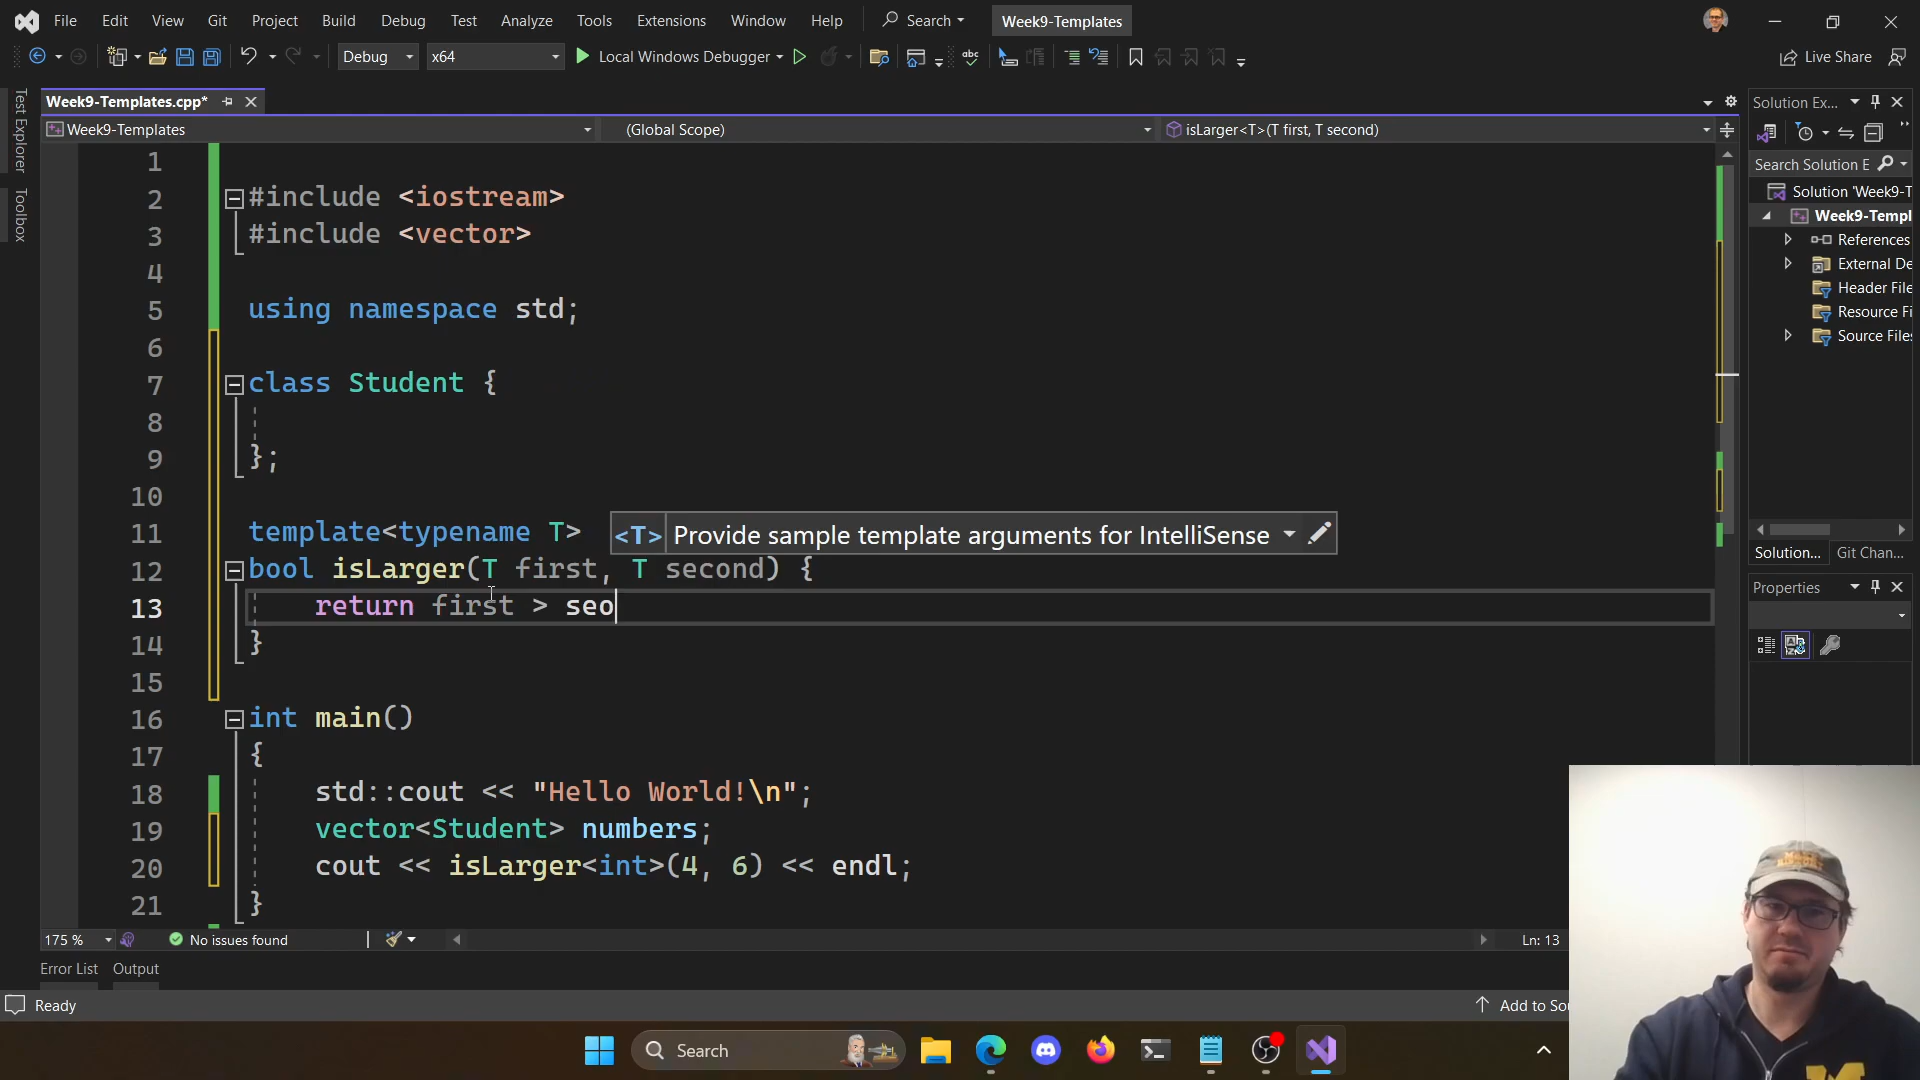 File Edit View Git Project Build Debug Test Analyze Tools Extensions Window Help Search Week9-Templates
Debug x64 Local Windows Debugger Live Share
Test Explorer
Toolbox
Week9-Templates.cpp*
Week9-Templates (Global Scope) isLarger<T>(T first, T second)
1
2 #include <iostream>
3 #include <vector>
4
5 using namespace std;
6
7 class Student {
8
9 };
10
11 template<typename T> <T> Provide sample template arguments for IntelliSense
12 bool isLarger(T first, T second) {
13 return first > seo
14 }
15
16 int main()
17 {
18 std::cout << "Hello World!\n";
19 vector<Student> numbers;
20 cout << isLarger<int>(4, 6) << endl;
21 }
175 % No issues found Ln: 13
Error List Output
Ready Add to Sou
Solution Ex...
Search Solution E
Solution 'Week9-T
Week9-Templ
References
External De
Header File
Resource Fi
Source Files
Solution... Git Chan...
Properties
Search